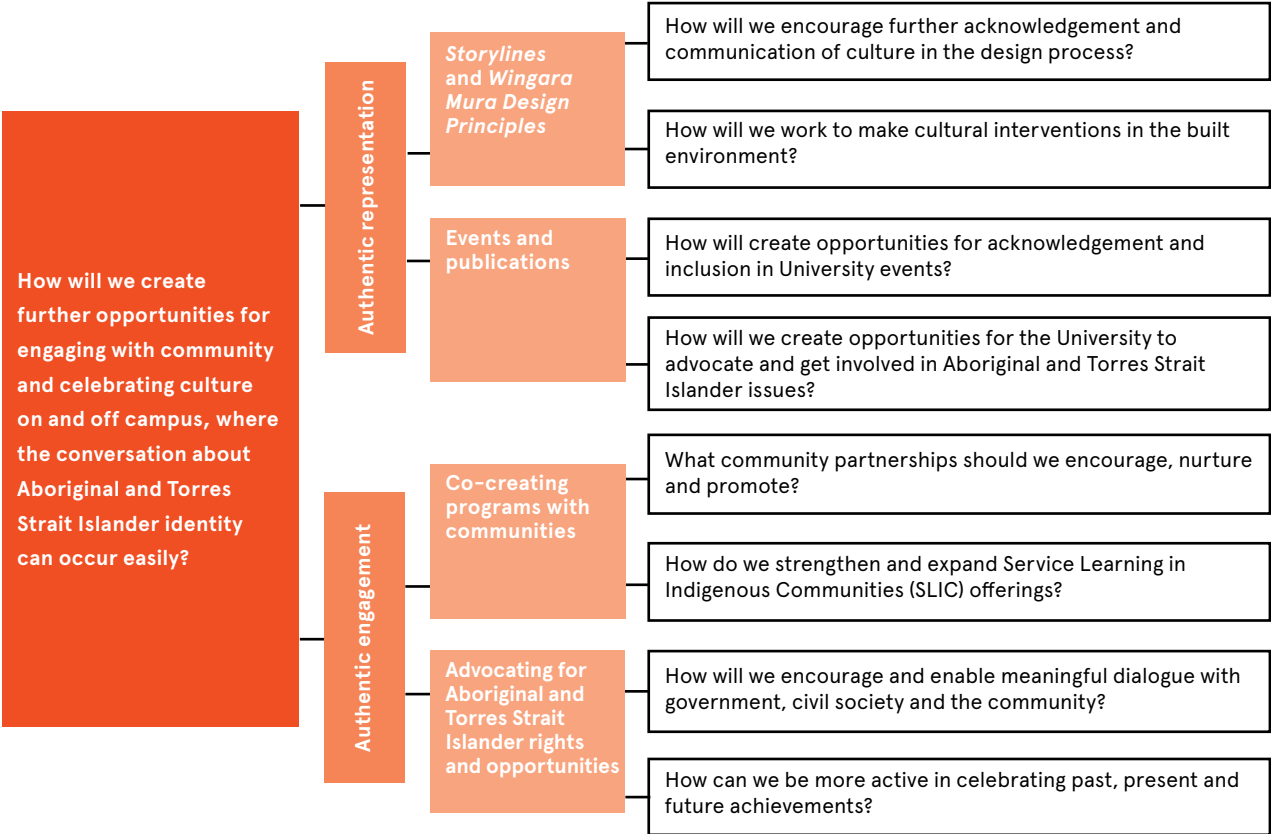 How will we create
further opportunities for
engaging with community
and celebrating culture
on and off campus, where
the conversation about
Aboriginal and Torres
Strait Islander identity
can occur easily?
Authentic representation
Storylines
and Wingara
Mura Design
Principles
How will we encourage further acknowledgement and
communication of culture in the design process?
How will we work to make cultural interventions in the built
environment?
Events and
publications
How will create opportunities for acknowledgement and
inclusion in University events?
How will we create opportunities for the University to
advocate and get involved in Aboriginal and Torres Strait
Islander issues?
Authentic engagement
Co-creating
programs with
communities
What community partnerships should we encourage, nurture
and promote?
How do we strengthen and expand Service Learning in
Indigenous Communities (SLIC) offerings?
Advocating for
Aboriginal and
Torres Strait
Islander rights
and opportunities
How will we encourage and enable meaningful dialogue with
government, civil society and the community?
How can we be more active in celebrating past, present and
future achievements?